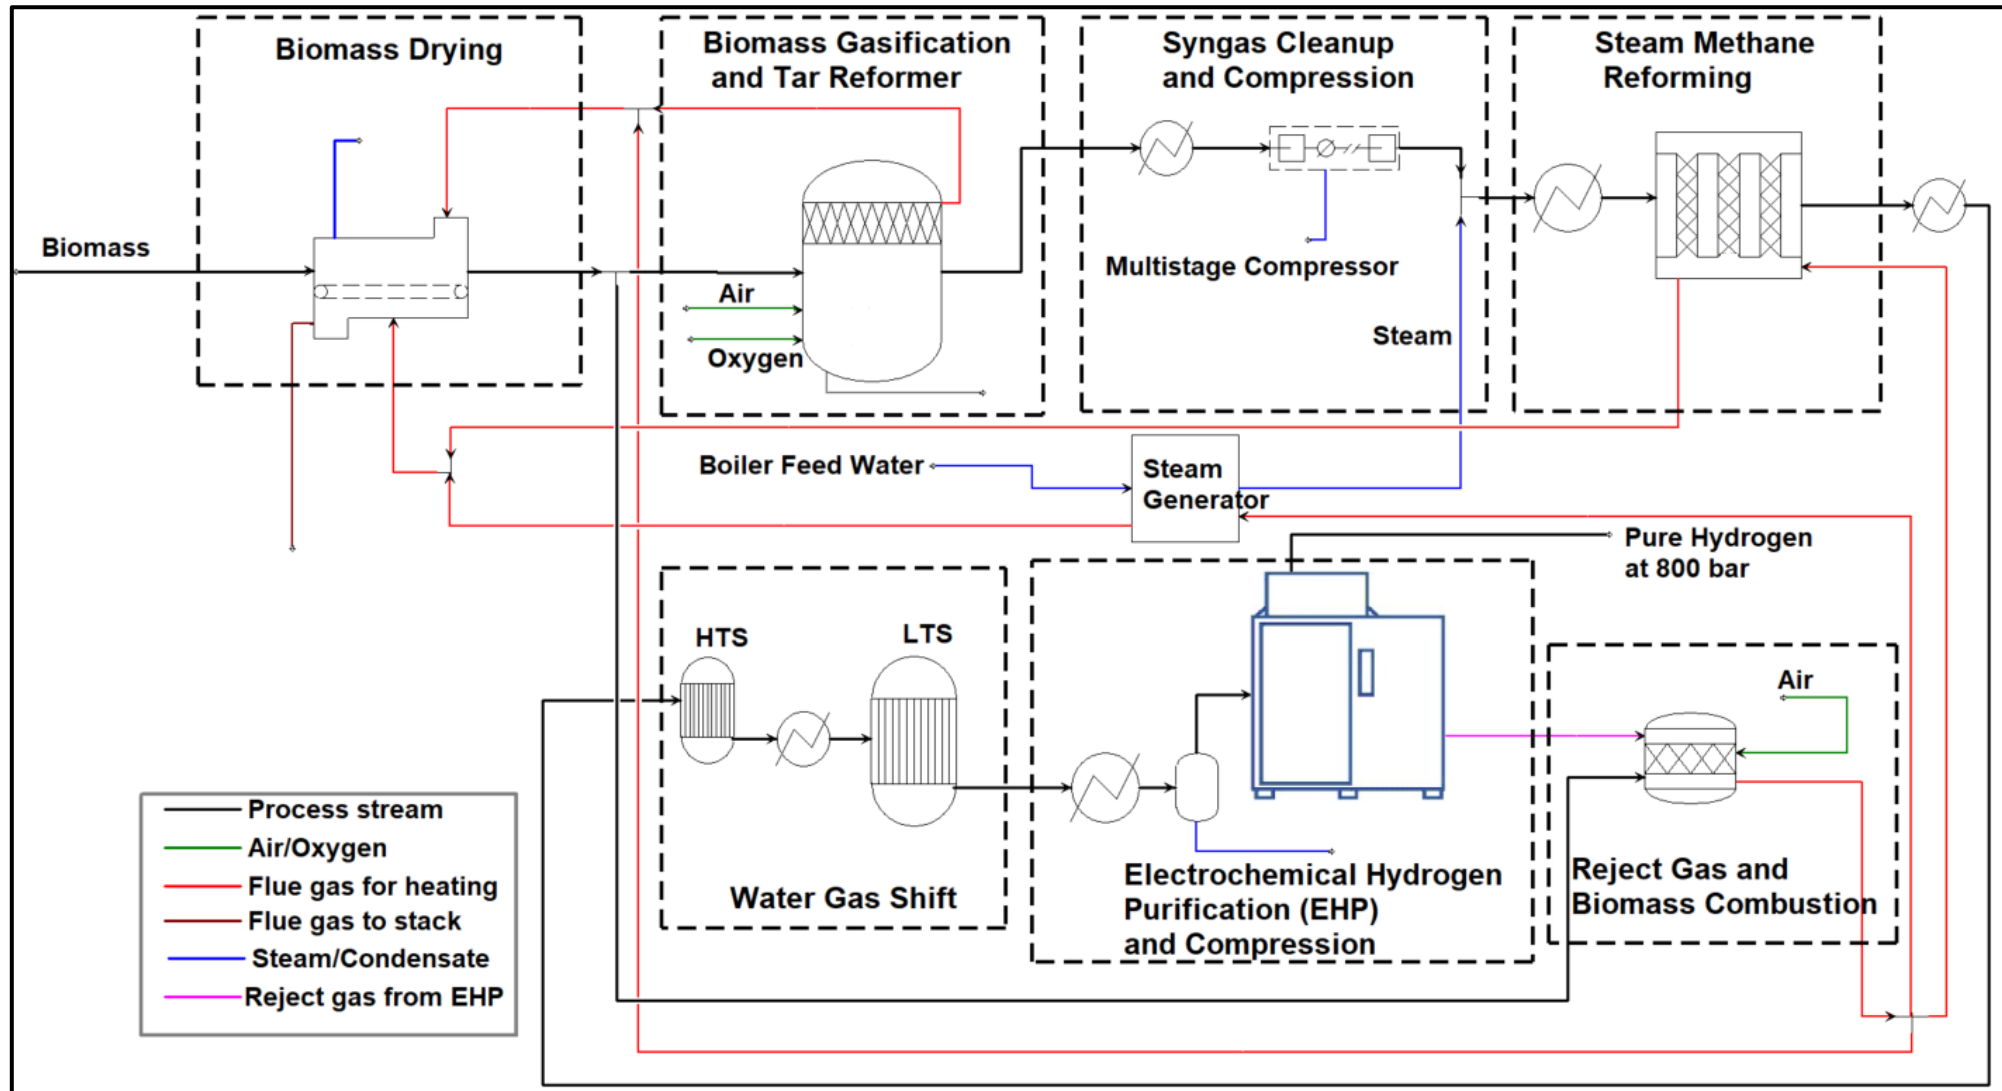 Biomass Drying
Biomass Gasification
and Tar Reformer
Syngas Cleanup
and Compression
Steam Methane
Reforming
Biomass
Air
Oxygen
Multistage Compressor
Steam
Boiler Feed Water
Steam
Generator
Pure Hydrogen
at 800 bar
HTS
LTS
Air
Water Gas Shift
Electrochemical Hydrogen
Purification (EHP)
and Compression
Reject Gas and
Biomass Combustion
Process stream
Air/Oxygen
Flue gas for heating
Flue gas to stack
Steam/Condensate
Reject gas from EHP